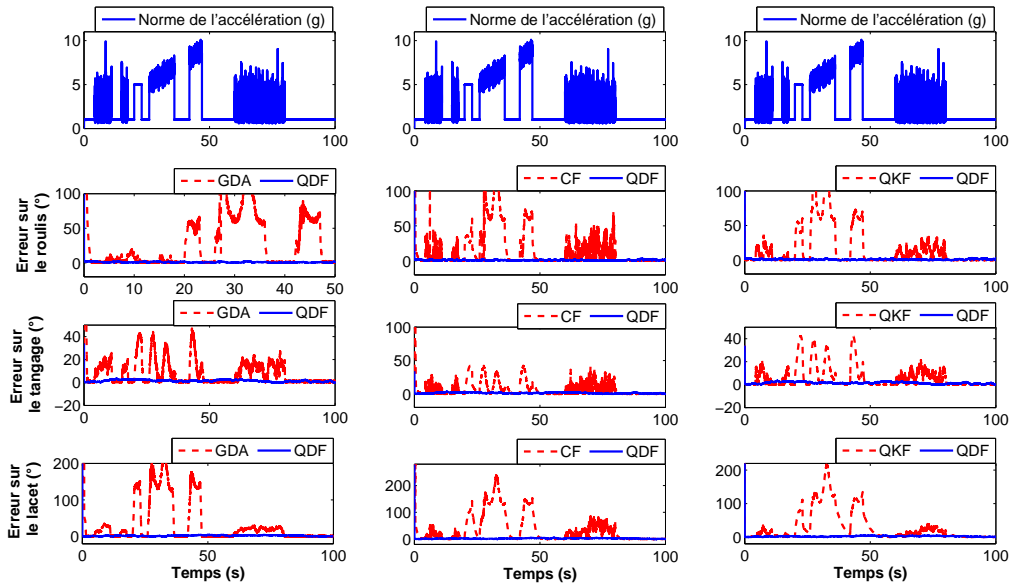 Norme de l'accélération (g)
Norme de l'accélération (g)
Norme de l'accélération (g)
10
5
0
0
50
100
10
5
0
0
50
100
10
5
0
0
50
100
Erreur sur
le roulis (°)
GDA QDF
100
50
0
0 10 20 30 40 50
CF QDF
100
50
0
0 50 100
QKF QDF
100
50
0
0 50 100
Erreur sur
le tangage (°)
GDA QDF
40
20
0
−20
0 50 100
CF QDF
100
50
0
0 50 100
QKF QDF
40
20
0
−20
0 50 100
Erreur sur
le lacet (°)
GDA QDF
200
100
0
0 50 100
Temps (s)
CF QDF
200
100
0
0 50 100
Temps (s)
QKF QDF
200
100
0
0 50 100
Temps (s)